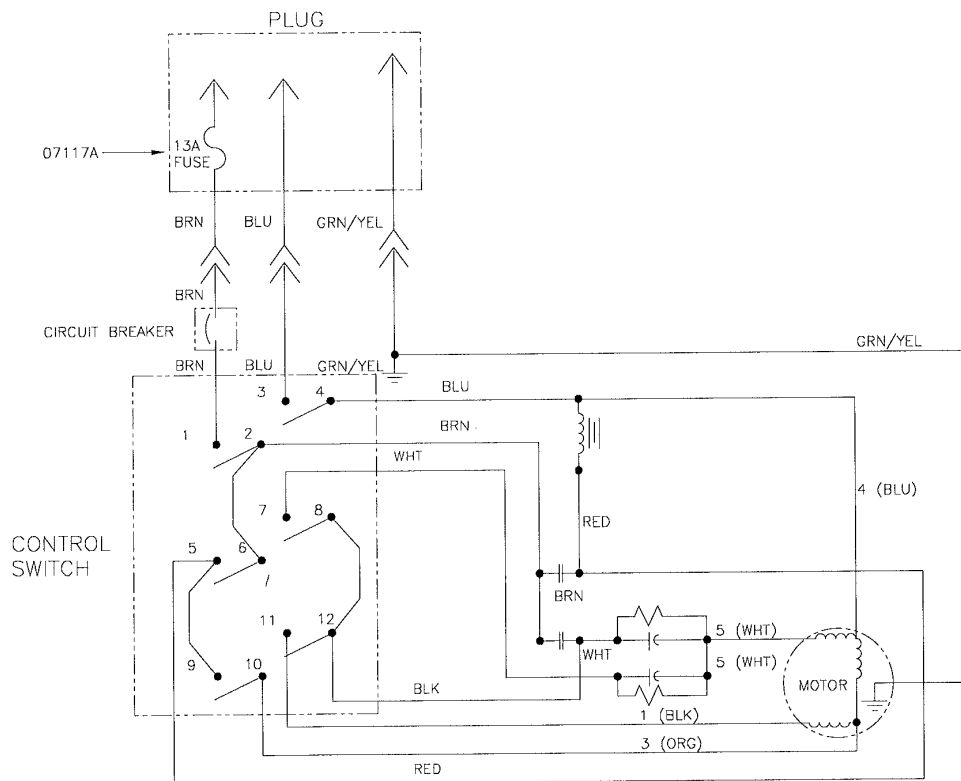 PLUG
07117A
13A
FUSE
BRN
BLU
GRN/YEL
BRN
CIRCUIT BREAKER
BRN
BLU
GRN/YEL
GRN/YEL
3
4
BLU
1
2
BRN
WHT
4 (BLU)
7
8
RED
CONTROL
SWITCH
5
6
BRN
11
12
WHT
5 (WHT)
5 (WHT)
9
10
BLK
MOTOR
1 (BLK)
3 (ORG)
RED